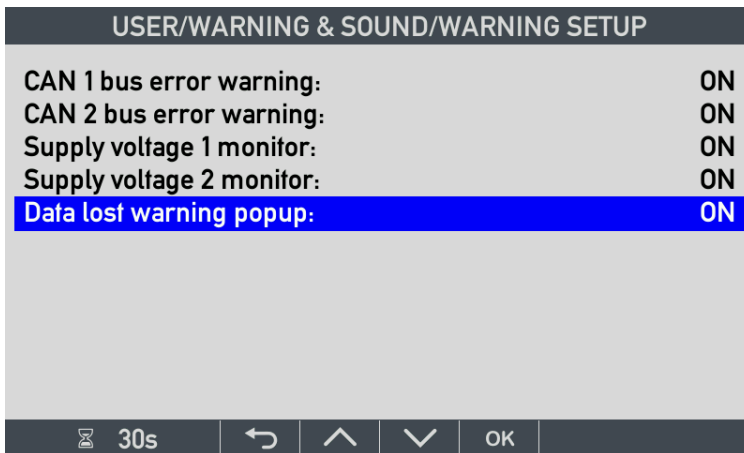 USER/WARNING & SOUND/WARNING SETUP
CAN 1 bus error warning: ON
CAN 2 bus error warning: ON
Supply voltage 1 monitor: ON
Supply voltage 2 monitor: ON
Data lost warning popup: ON
30s OK